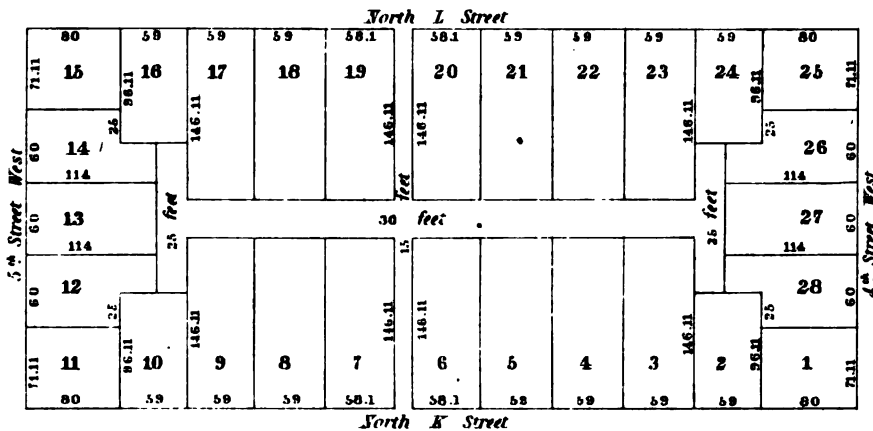 North L Street
80 59 59 59 58.1 58.1 59 59 59 59 80
15 16 17 18 19 20 21 22 23 24 25
71.11 96.11 146.11 146.11 146.11 146.11 96.11 71.11
25 25
14 26
60 60
114 114
5th Street West 25 feet 30 feet 15 feet 25 feet 4th Street West
13 27
60 60
114 114
12 28
60 60
25 25
71.11 96.11 146.11 146.11 146.11 146.11 96.11 71.11
11 10 9 8 7 6 5 4 3 2 1
80 59 59 59 58.1 58.1 59 59 59 59 80
North K Street